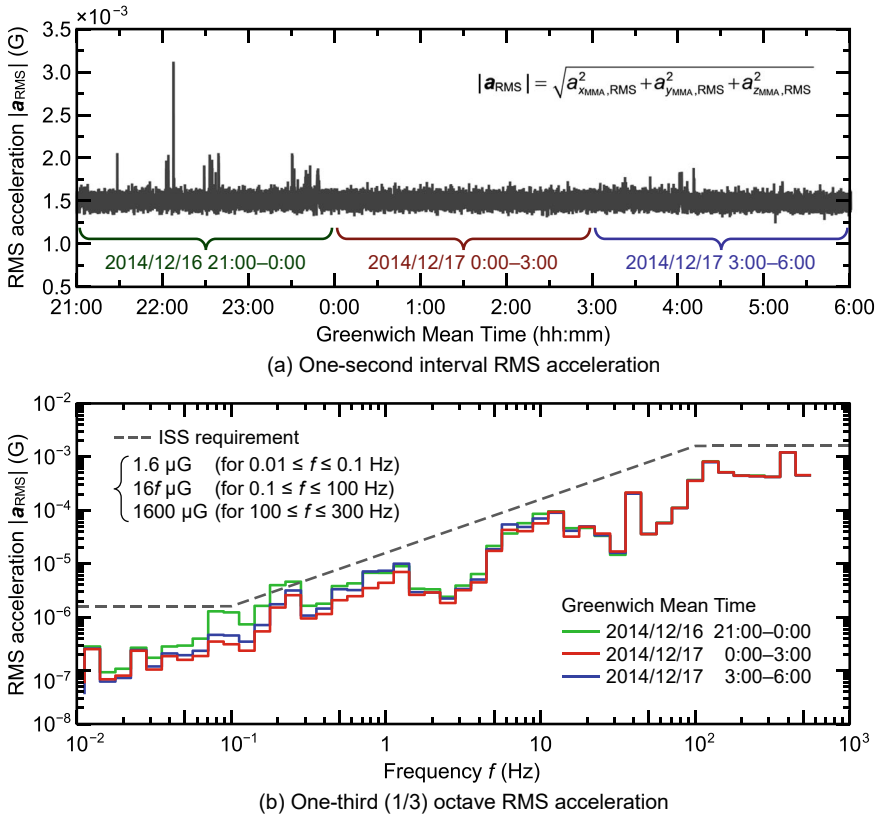 ×10⁻³
RMS acceleration |a_RMS| (G)
3.5
3.0
2.5
2.0
1.5
1.0
0.5
|a_RMS| = √(a²_{x_MMA,RMS} + a²_{y_MMA,RMS} + a²_{z_MMA,RMS})
2014/12/16 21:00–0:00
2014/12/17 0:00–3:00
2014/12/17 3:00–6:00
21:00 22:00 23:00 0:00 1:00 2:00 3:00 4:00 5:00 6:00
Greenwich Mean Time (hh:mm)
(a) One-second interval RMS acceleration
RMS acceleration |a_RMS| (G)
10⁻²
10⁻³
10⁻⁴
10⁻⁵
10⁻⁶
10⁻⁷
10⁻⁸
ISS requirement
1.6 μG (for 0.01 ≤ f ≤ 0.1 Hz)
16f μG (for 0.1 ≤ f ≤ 100 Hz)
1600 μG (for 100 ≤ f ≤ 300 Hz)
Greenwich Mean Time
2014/12/16 21:00–0:00
2014/12/17 0:00–3:00
2014/12/17 3:00–6:00
10⁻² 10⁻¹ 1 10 10² 10³
Frequency f (Hz)
(b) One-third (1/3) octave RMS acceleration